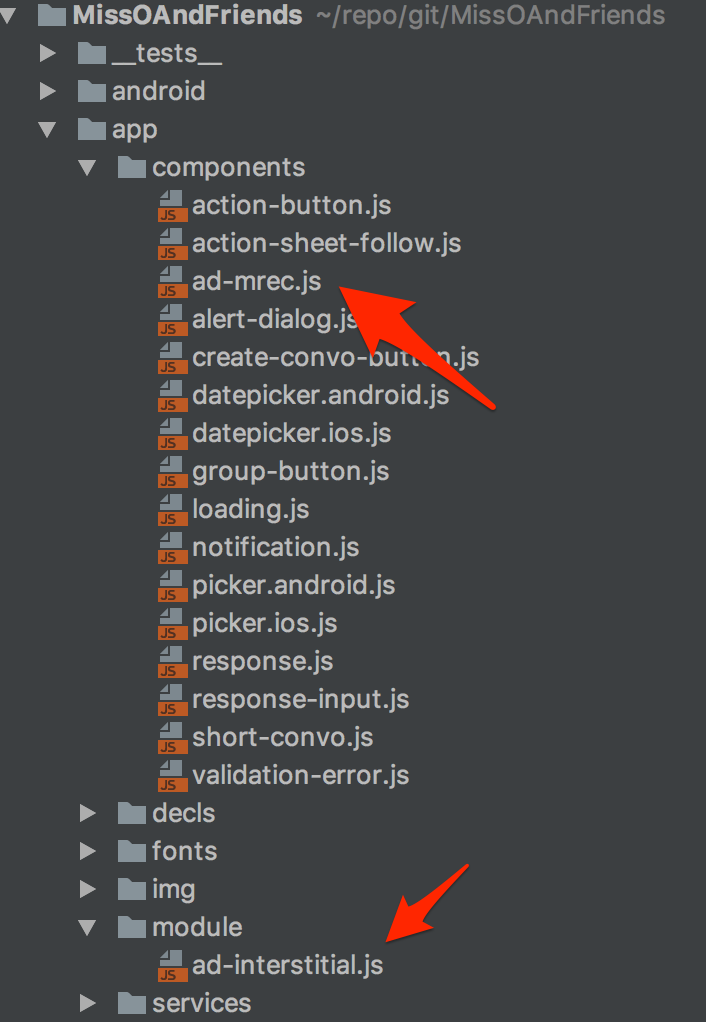 MissOAndFriends ~/repo/git/MissOAndFriends
__tests__
android
app
components
JS action-button.js
JS action-sheet-follow.js
JS ad-mrec.js
JS alert-dialog.js
JS create-convo-button.js
JS datepicker.android.js
JS datepicker.ios.js
JS group-button.js
JS loading.js
JS notification.js
JS picker.android.js
JS picker.ios.js
JS response.js
JS response-input.js
JS short-convo.js
JS validation-error.js
decls
fonts
img
module
JS ad-interstitial.js
services